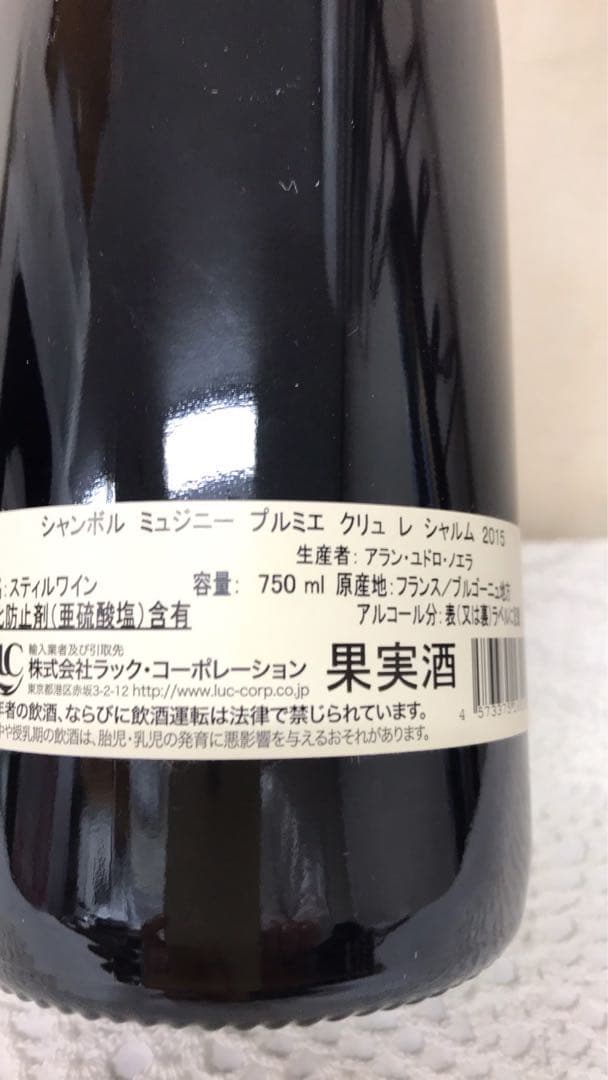 シャンボル ミュジニー プルミエ クリュ レ シャルム 2015
生産者: アラン・ユドロ・ノエラ
:スティルワイン 容量: 750 ml 原産地:フランス/ブルゴーニュ地方
防止剤(亜硫酸塩)含有 アルコール分:表(又は裏)ラベルに
輸入業者及び引取先
株式会社ラック・コーポレーション 果実酒
東京都港区赤坂3-2-12 http://www.luc-corp.co.jp
年者の飲酒、ならびに飲酒運転は法律で禁じられています。
中や授乳期の飲酒は、胎児・乳児の発育に悪影響を与えるおそれがあります。
4 573373